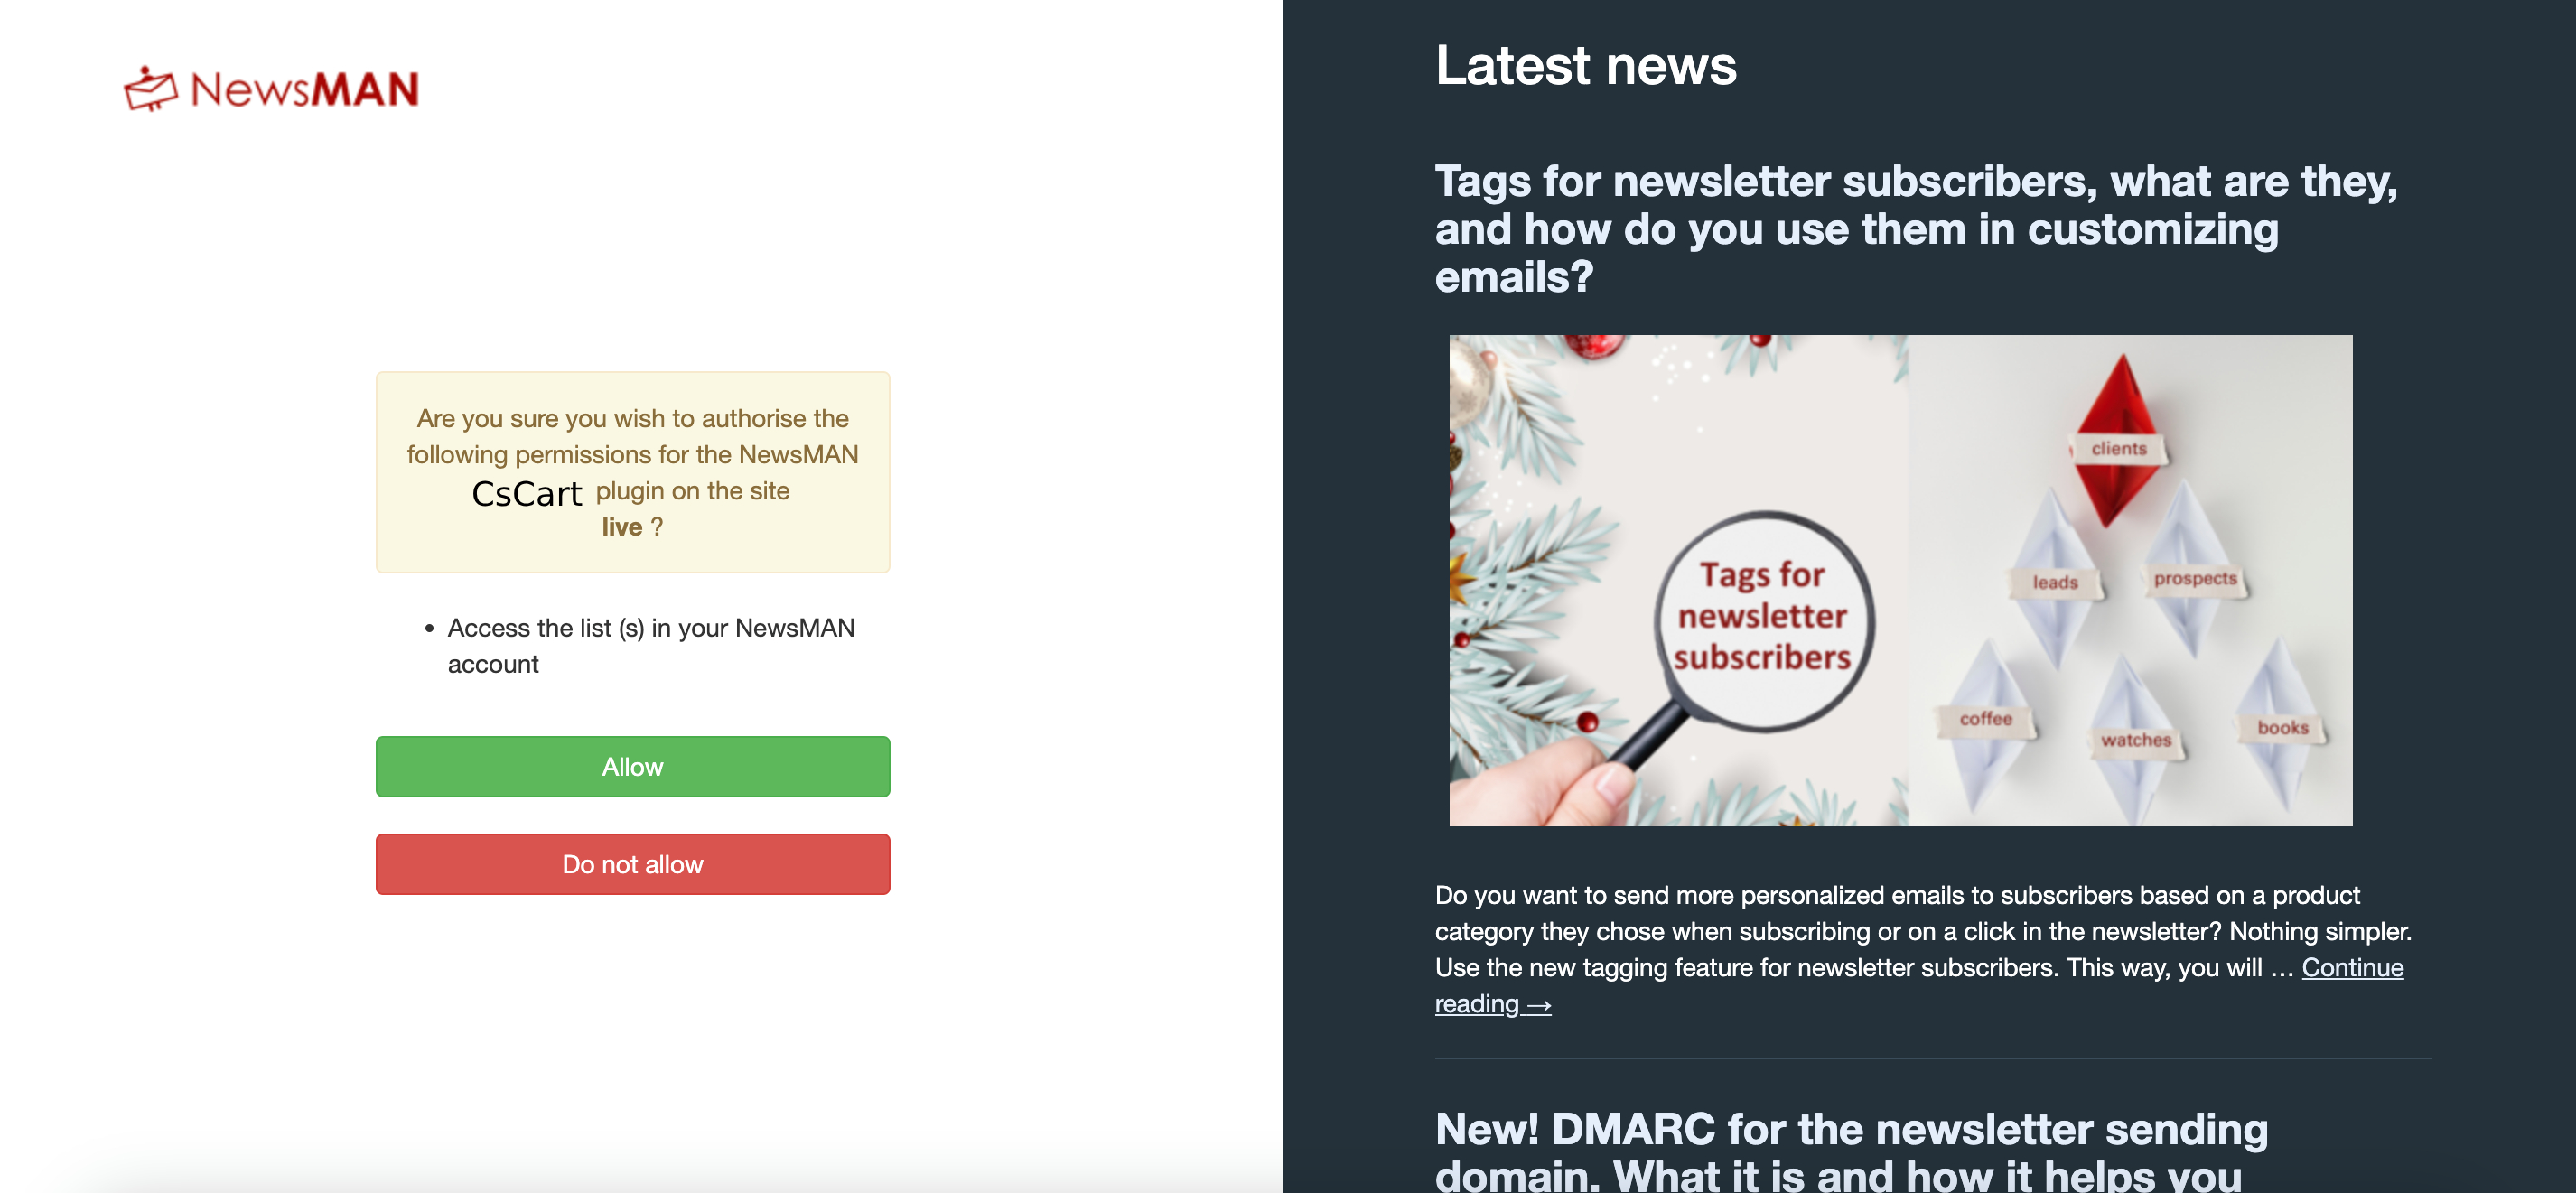 NewsMAN
Are you sure you wish to authorise the
following permissions for the NewsMAN
CsCart plugin on the site
live ?
• Access the list (s) in your NewsMAN
account
Allow
Do not allow
Latest news
Tags for newsletter subscribers, what are they,
and how do you use them in customizing
emails?
Tags for
newsletter
subscribers
clients
leads
prospects
coffee
watches
books
Do you want to send more personalized emails to subscribers based on a product
category they chose when subscribing or on a click in the newsletter? Nothing simpler.
Use the new tagging feature for newsletter subscribers. This way, you will … Continue
reading →
New! DMARC for the newsletter sending
domain. What it is and how it helps you